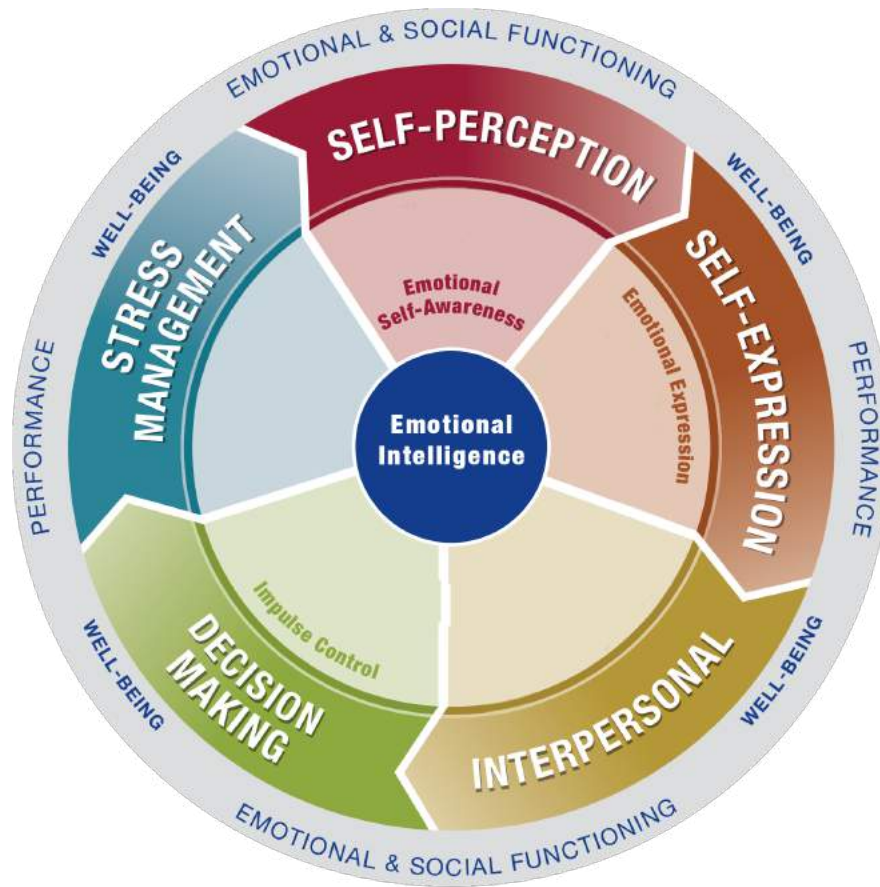 EMOTIONAL & SOCIAL FUNCTIONING
WELL-BEING
WELL-BEING
PERFORMANCE
PERFORMANCE
WELL-BEING
WELL-BEING
EMOTIONAL & SOCIAL FUNCTIONING
SELF-PERCEPTION
Emotional
Self-Awareness
SELF-EXPRESSION
Emotional Expression
INTERPERSONAL
DECISION
MAKING
Impulse Control
STRESS
MANAGEMENT
Emotional
Intelligence